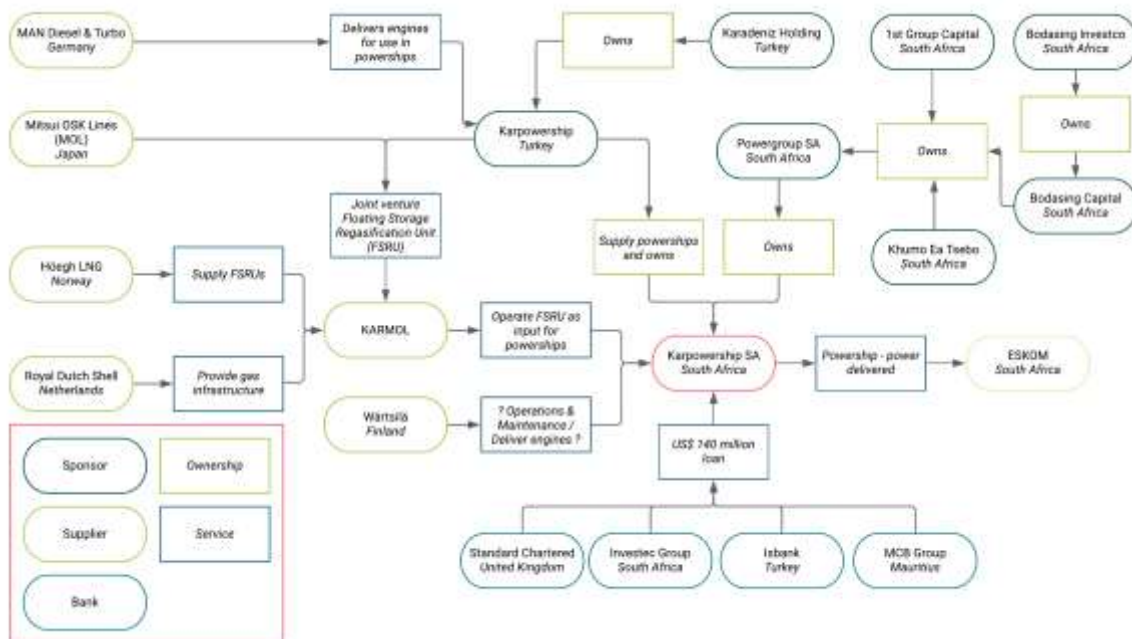 MAN Diesel & Turbo
Germany
Delivers engines
for use in
powerships
Owns
Karadeniz Holding
Turkey
1st Group Capital
South Africa
Bodasing Investco
South Africa
Mitsui OSK Lines
(MOL)
Japan
Karpowership
Turkey
Powergroup SA
South Africa
Owns
Owns
Joint venture
Floating Storage
Regasification Unit
(FSRU)
Bodasing Capital
South Africa
Supply powerships
and owns
Owns
Khumo Ea Tsebo
South Africa
Höegh LNG
Norway
Supply FSRUs
KARMOL
Operate FSRU as
input for
powerships
Karpowership SA
South Africa
Powership - power
delivered
ESKOM
South Africa
Royal Dutch Shell
Netherlands
Provide gas
infrastructure
Wärtsilä
Finland
? Operations &
Maintenance /
Deliver engines ?
US$ 140 million
loan
Sponsor
Ownership
Supplier
Service
Bank
Standard Chartered
United Kingdom
Investec Group
South Africa
Isbank
Turkey
MCB Group
Mauritius